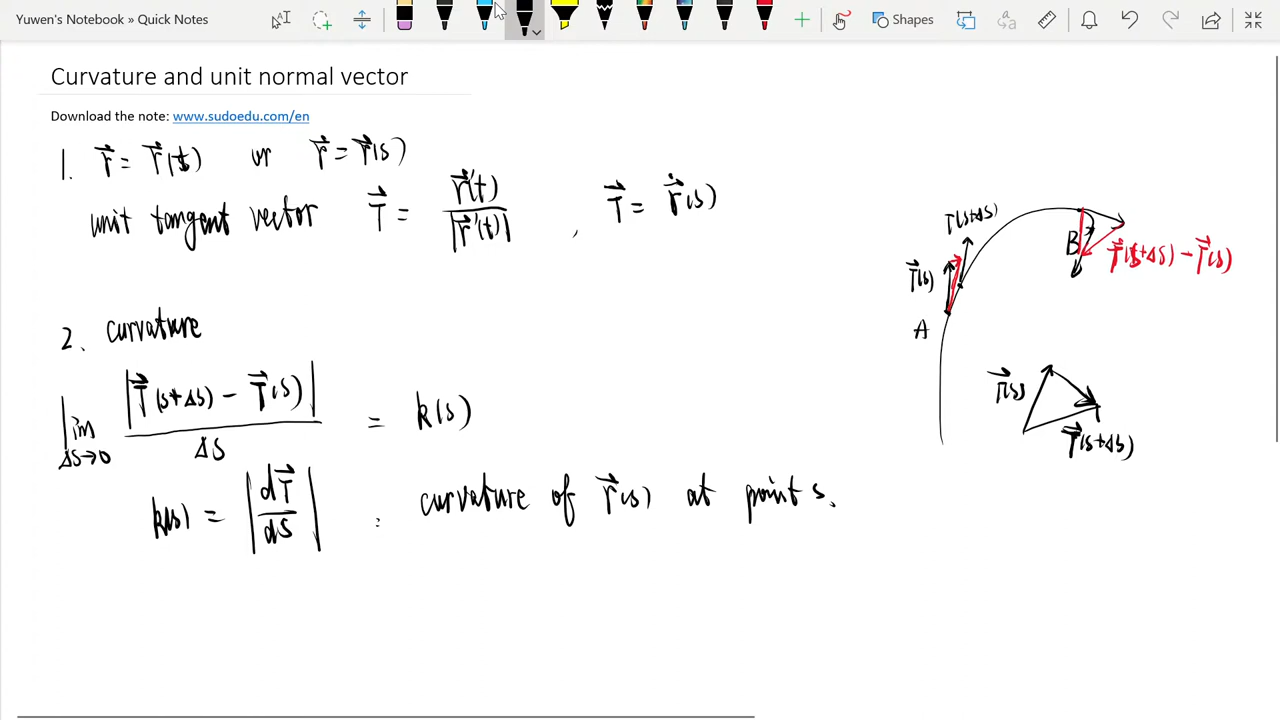 Yuwen's Notebook » Quick Notes
Shapes
Curvature and unit normal vector
Download the note: www.sudoedu.com/en
1. r⃗ = r⃗(t) or r⃗ = r⃗(s)
unit tangent vector T⃗ = r⃗'(t) / |r⃗'(t)| , T⃗ = r⃗̇(s)
2. curvature
lim Δs→0 |T⃗(s+Δs) − T⃗(s)| / Δs = k(s)
k(s) = |dT⃗/ds| : curvature of r⃗(s) at point s.
T(s+Δs)
T⃗(s)
A
B
T⃗(s+Δs) − T⃗(s)
T⃗(s)
T⃗(s+Δs)